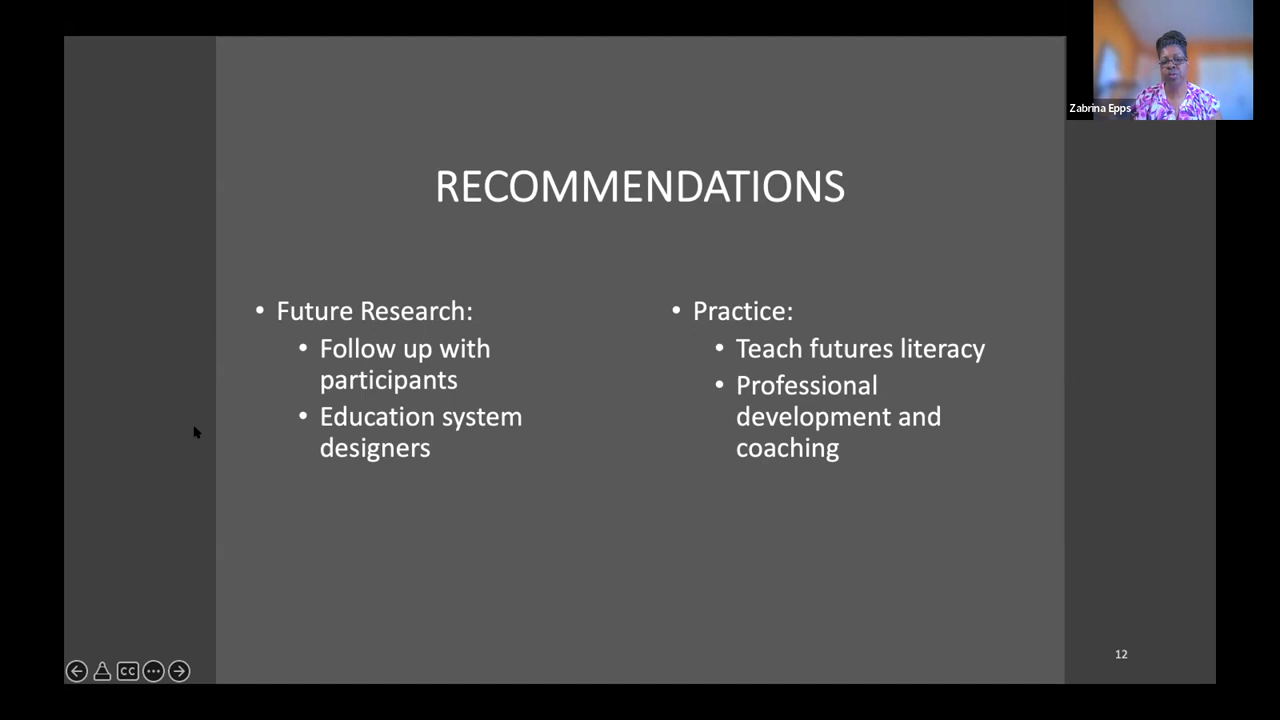 Zabrina Epps
RECOMMENDATIONS
• Future Research:
• Follow up with
participants
• Education system
designers
• Practice:
• Teach futures literacy
• Professional
development and
coaching
CC
12